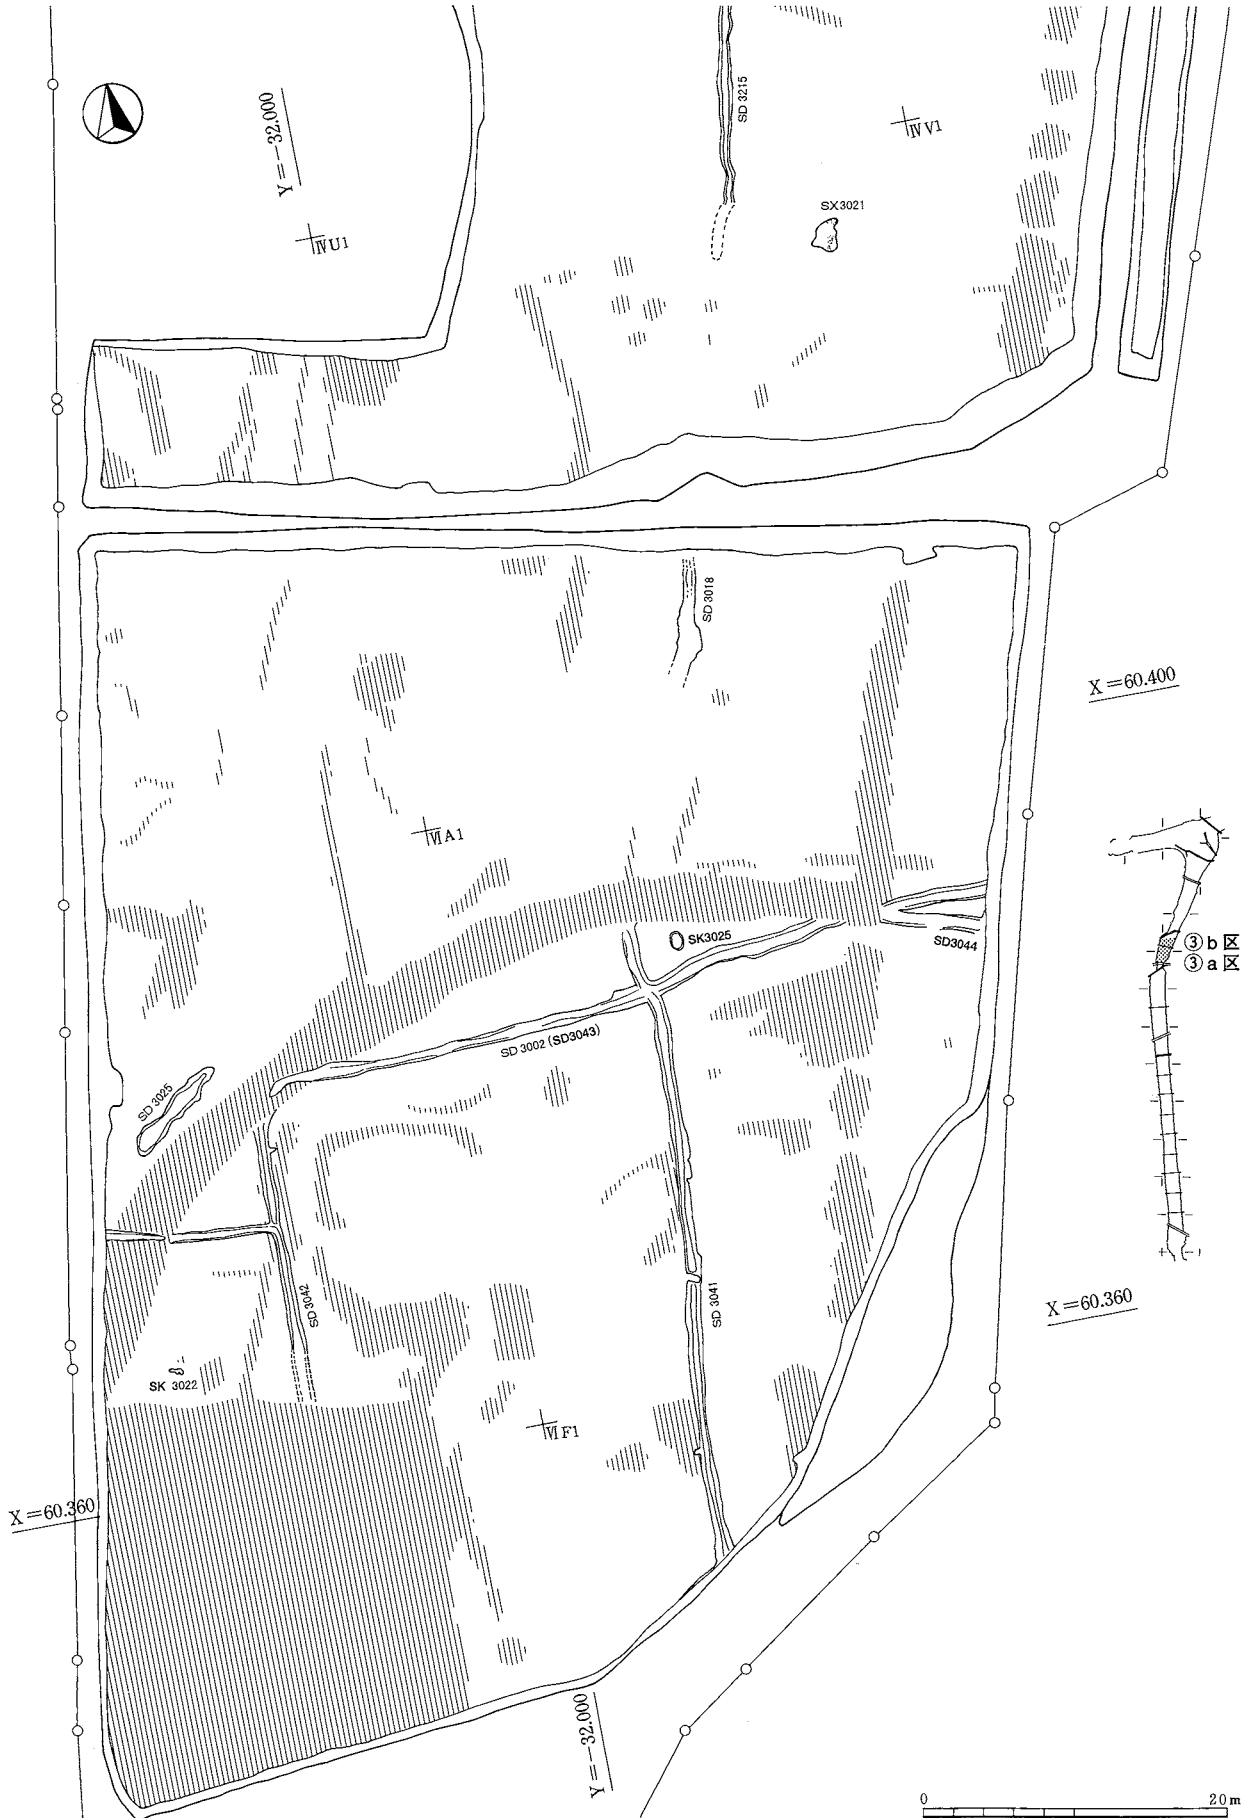 Y=-32.000
SD 3215
ⅣV1
ⅣU1
SX3021
SD 3018
X=60.400
ⅥA1
③b区
③a区
SK3025
SD3044
SD 3002 (SD3043)
SD 3025
SD 3042
SD 3041
X=60.360
SK 3022
ⅥF1
X=60.360
Y=-32.000
0 20m